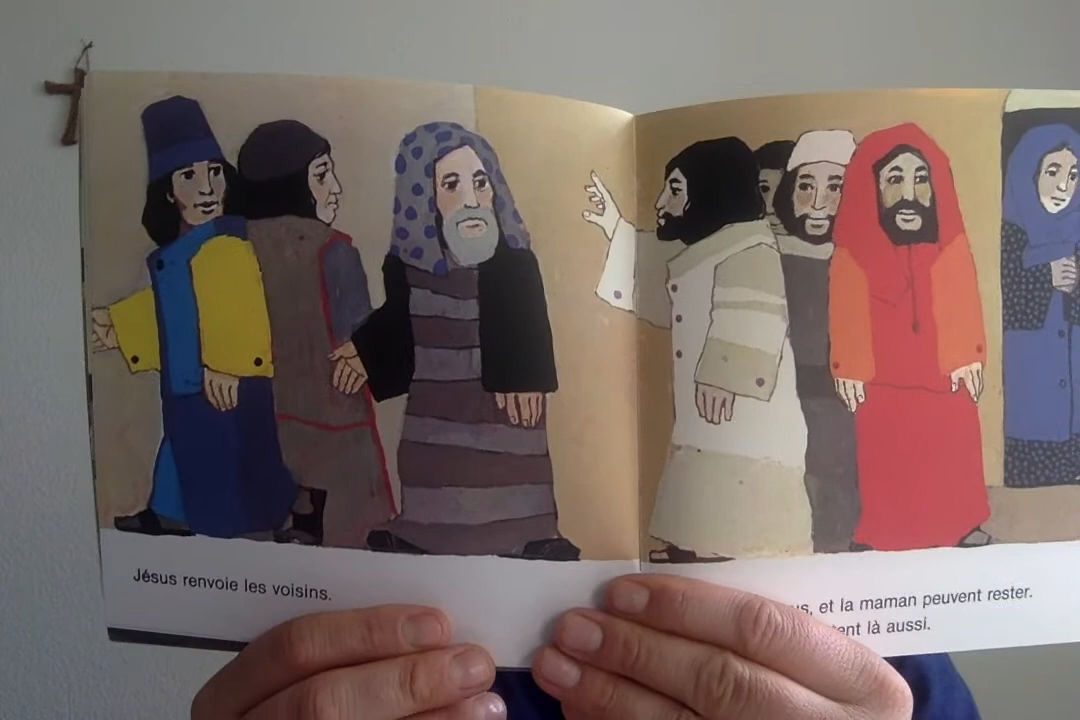 Jésus renvoie les voisins.
et la maman peuvent rester.
là aussi.